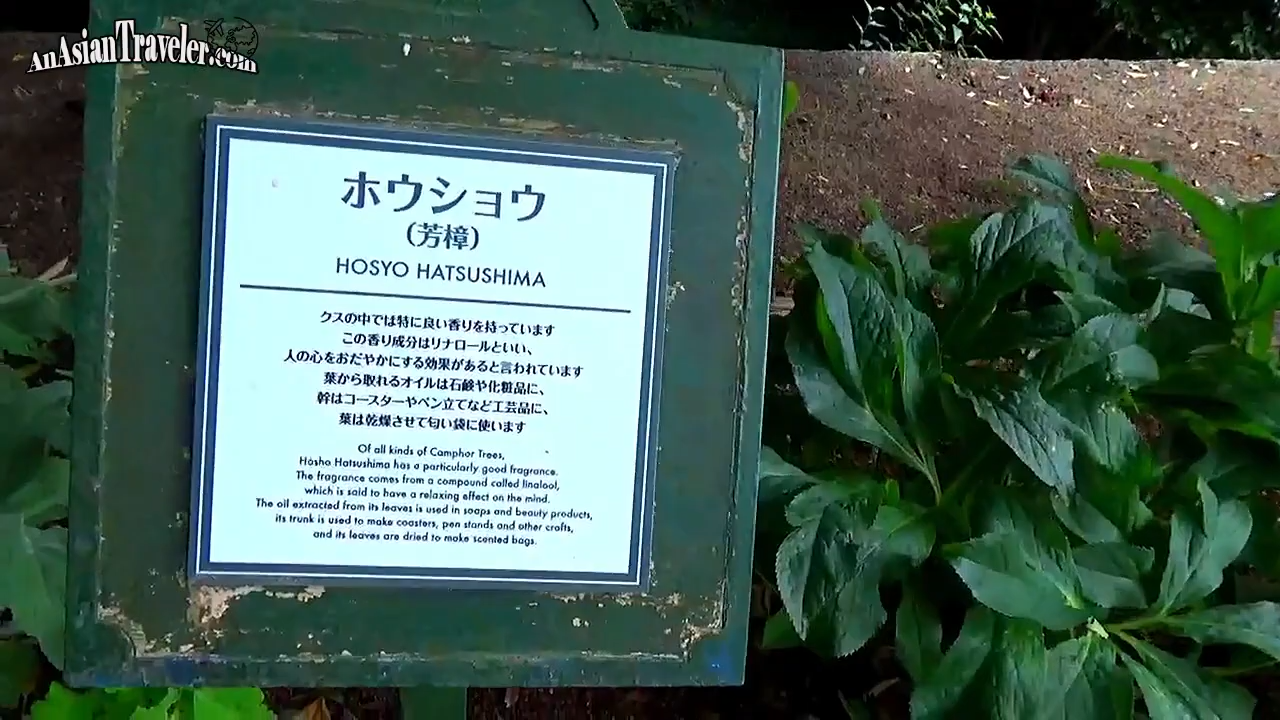 AnAsianTraveler.com
ホウショウ
(芳樟)
HOSYO HATSUSHIMA
クスの中では特に良い香りを持っています
この香り成分はリナロールといい、
人の心をおだやかにする効果があると言われています
葉から取れるオイルは石鹸や化粧品に、
幹はコースターやペン立てなど工芸品に、
葉は乾燥させて匂い袋に使います
Of all kinds of Camphor Trees,
Hosho Hatsushima has a particularly good fragrance.
The fragrance comes from a compound called linalool,
which is said to have a relaxing effect on the mind.
The oil extracted from its leaves is used in soaps and beauty products,
its trunk is used to make coasters, pen stands and other crafts,
and its leaves are dried to make scented bags.